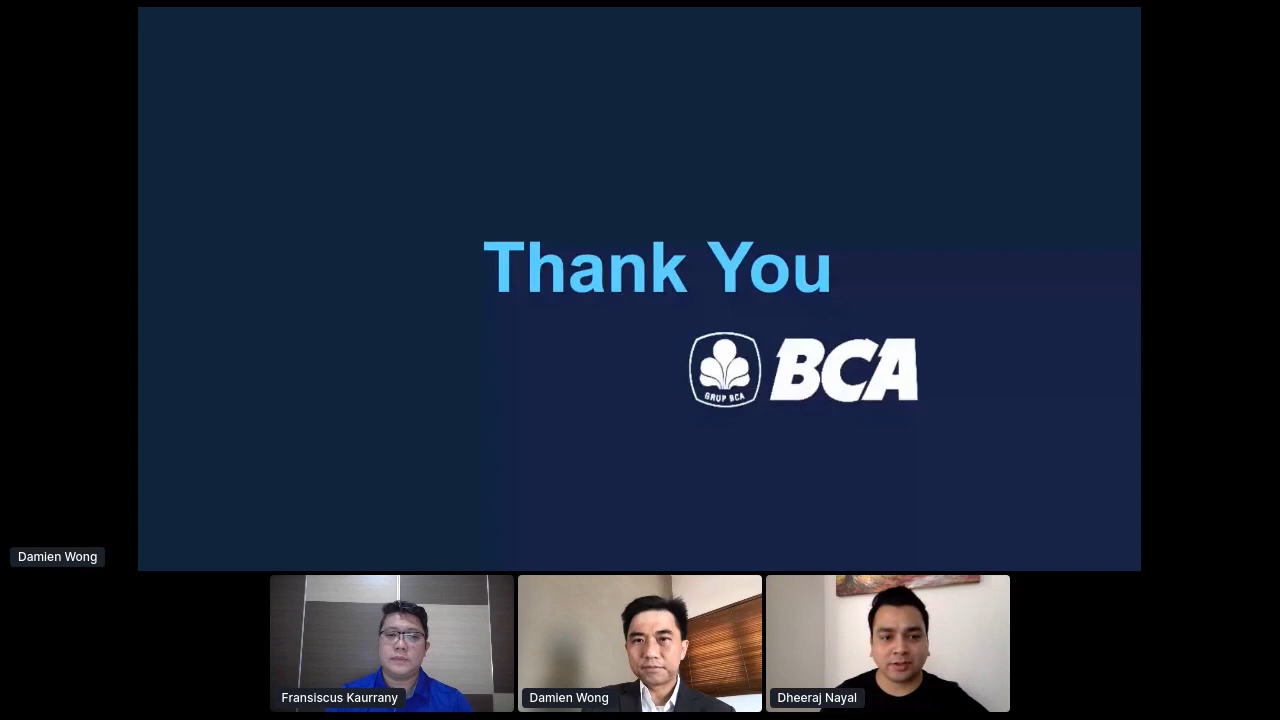 Thank You
GRUP BCA
BCA
Damien Wong
Fransiscus Kaurrany
Damien Wong
Dheeraj Nayal